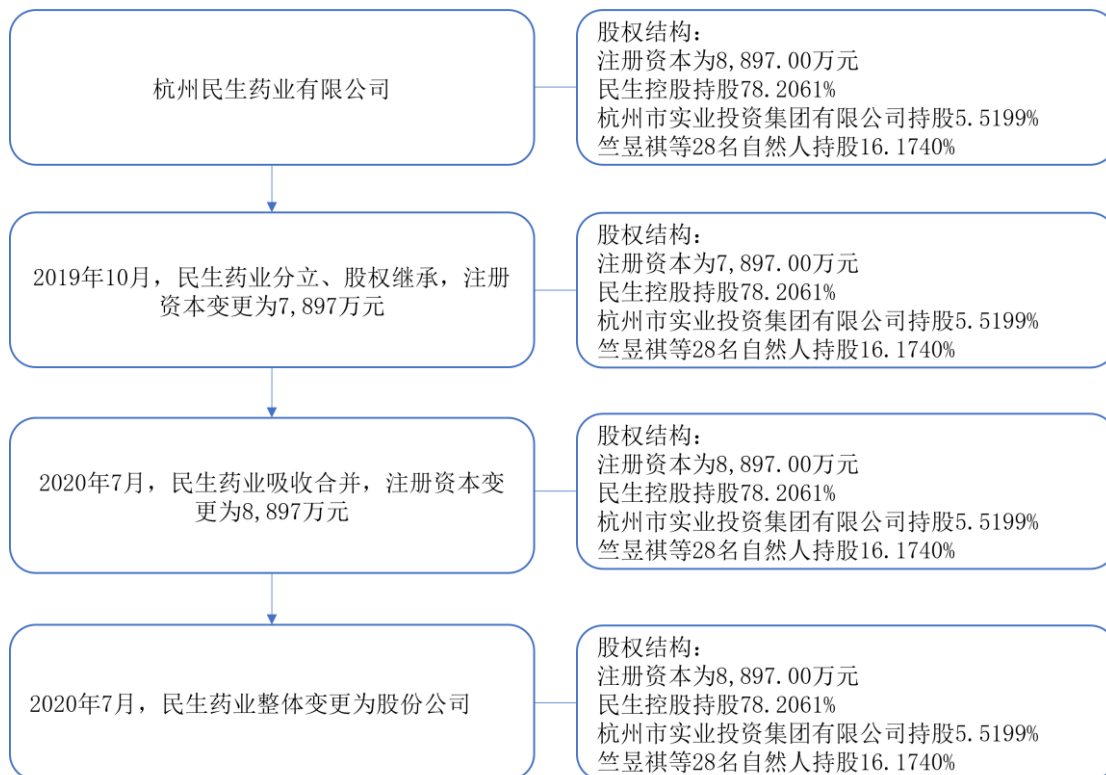 杭州民生药业有限公司
股权结构：
注册资本为8,897.00万元
民生控股持股78.2061%
杭州市实业投资集团有限公司持股5.5199%
竺昱祺等28名自然人持股16.1740%
2019年10月，民生药业分立、股权继承，注册
资本变更为7,897万元
股权结构：
注册资本为7,897.00万元
民生控股持股78.2061%
杭州市实业投资集团有限公司持股5.5199%
竺昱祺等28名自然人持股16.1740%
2020年7月，民生药业吸收合并，注册资本变
更为8,897万元
股权结构：
注册资本为8,897.00万元
民生控股持股78.2061%
杭州市实业投资集团有限公司持股5.5199%
竺昱祺等28名自然人持股16.1740%
2020年7月，民生药业整体变更为股份公司
股权结构：
注册资本为8,897.00万元
民生控股持股78.2061%
杭州市实业投资集团有限公司持股5.5199%
竺昱祺等28名自然人持股16.1740%